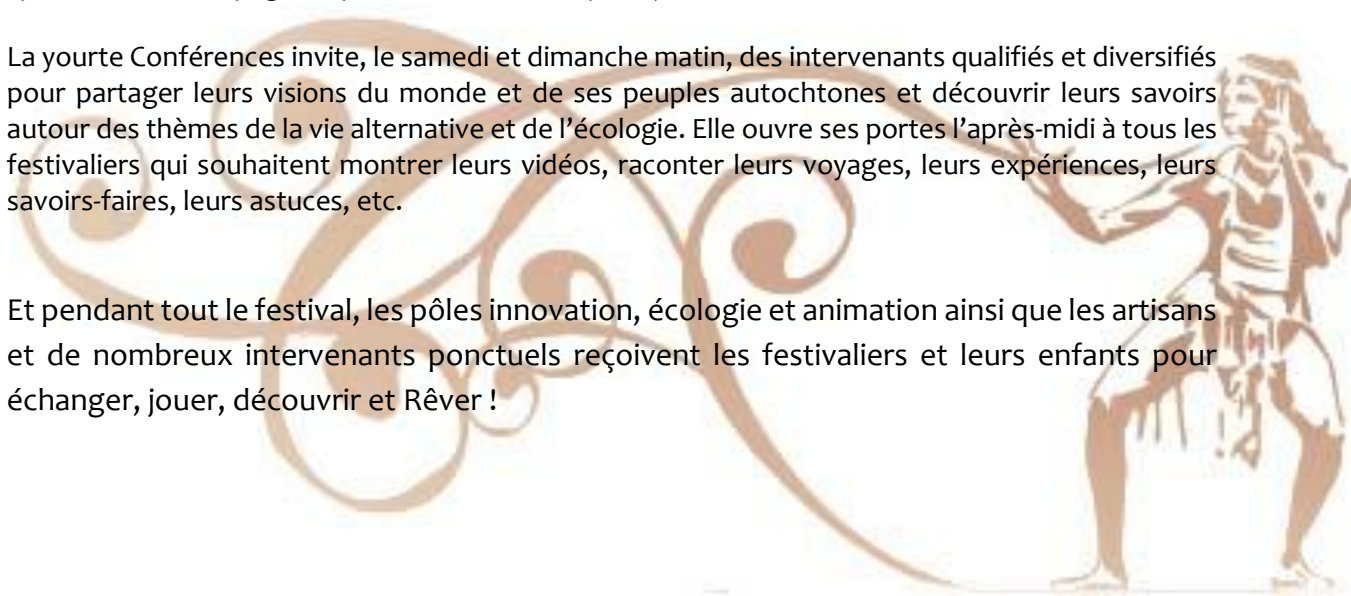 La yourte Conférences invite, le samedi et dimanche matin, des intervenants qualifiés et diversifiés
pour partager leurs visions du monde et de ses peuples autochtones et découvrir leurs savoirs
autour des thèmes de la vie alternative et de l’écologie. Elle ouvre ses portes l’après-midi à tous les
festivaliers qui souhaitent montrer leurs vidéos, raconter leurs voyages, leurs expériences, leurs
savoirs-faires, leurs astuces, etc.
Et pendant tout le festival, les pôles innovation, écologie et animation ainsi que les artisans
et de nombreux intervenants ponctuels reçoivent les festivaliers et leurs enfants pour
échanger, jouer, découvrir et Rêver !